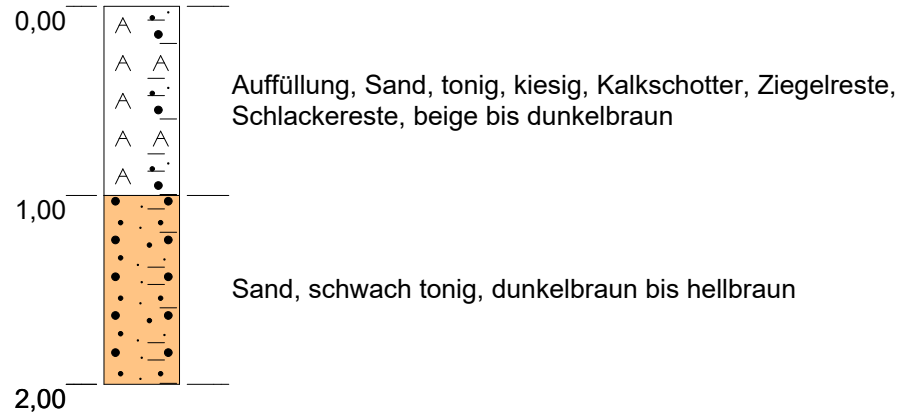 0,00
Auffüllung, Sand, tonig, kiesig, Kalkschotter, Ziegelreste,
Schlackereste, beige bis dunkelbraun
1,00
Sand, schwach tonig, dunkelbraun bis hellbraun
2,00